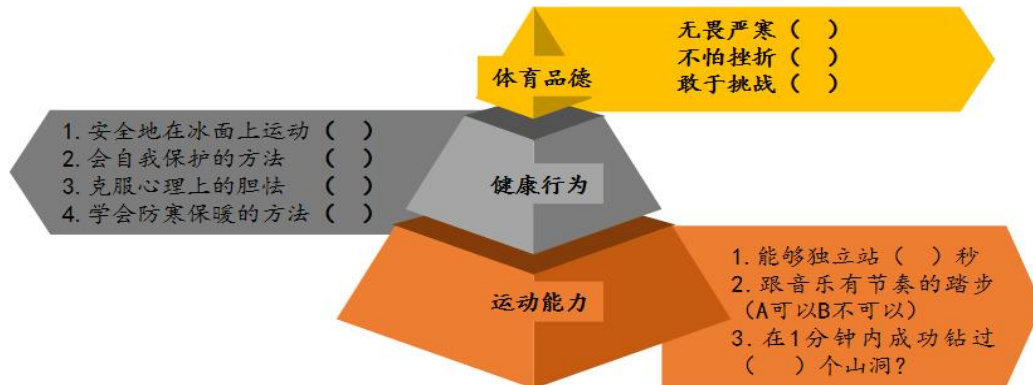 无畏严寒（ ）
不怕挫折（ ）
敢于挑战（ ）
体育品德
1. 安全地在冰面上运动（ ）
2. 会自我保护的方法 （ ）
3. 克服心理上的胆怯 （ ）
4. 学会防寒保暖的方法（ ）
健康行为
1. 能够独立站（ ）秒
2. 跟音乐有节奏的踏步
（A可以B不可以）
3. 在1分钟内成功钻过
（ ）个山洞？
运动能力